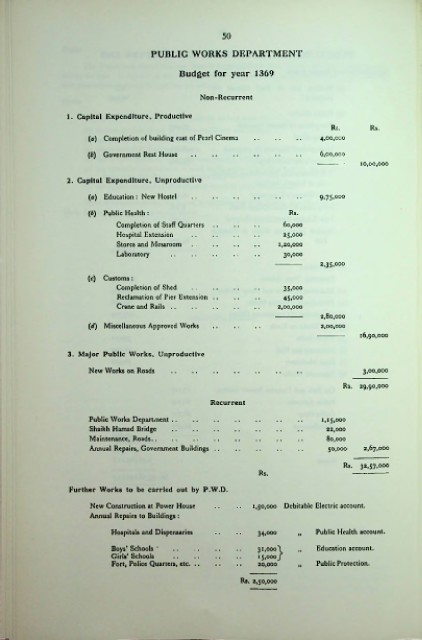 50
PUBLIC WORKS DEPARTMENT
Budget for year 1369
Non-Recurrent
1. Capital Expenditure, Productive
Rs. Rs.
(a) Completion of building east of Pearl Cinema .. .. .. 4,00,000
(b) Government Rest House .. .. .. .. .. .. 6,00,000
10,00,000
2. Capital Expenditure, Unproductive
(a) Education : New Hostel .. .. .. .. .. .. 9,75,000
(b) Public Health : Rs.
Completion of Staff Quarters .. .. .. 60,000
Hospital Extension .. .. .. .. 25,000
Stores and Messroom .. .. .. 1,20,000
Laboratory .. .. .. .. .. 30,000
2,35,000
(c) Customs :
Completion of Shed .. .. .. .. 35,000
Reclamation of Pier Extension .. .. .. 45,000
Crane and Rails .. .. .. .. .. 2,00,000
2,80,000
(d) Miscellaneous Approved Works .. .. .. 2,00,000
16,90,000
3. Major Public Works, Unproductive
New Works on Roads .. .. .. .. .. .. .. 3,00,000
Rs. 29,90,000
Recurrent
Public Works Department .. .. .. .. .. .. .. 1,15,000
Shaikh Hamad Bridge .. .. .. .. .. .. 22,000
Maintenance, Roads .. .. .. .. .. .. .. 80,000
Annual Repairs, Government Buildings .. .. .. .. .. 50,000 2,67,000
Rs. 32,57,000
Rs.
Further Works to be carried out by P.W.D.
New Construction at Power House .. .. 1,50,000 Debitable Electric account.
Annual Repairs to Buildings :
Hospitals and Dispensaries .. .. 34,000 „ Public Health account.
Boys' Schools .. .. .. .. 31,000 } „ Education account.
Girls' Schools .. .. .. .. 15,000 }
Fort, Police Quarters, etc. .. .. .. 20,000 „ Public Protection.
Rs. 2,50,000